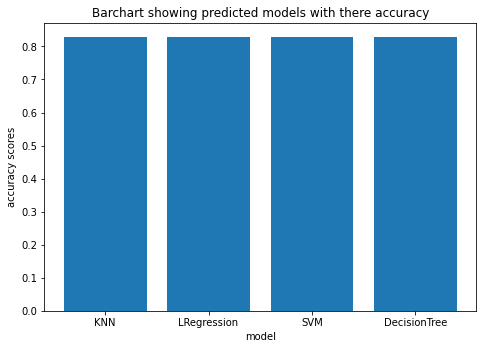 Barchart showing predicted models with there accuracy
accuracy scores
0.8
0.7
0.6
0.5
0.4
0.3
0.2
0.1
0.0
KNN LRegression SVM DecisionTree
model